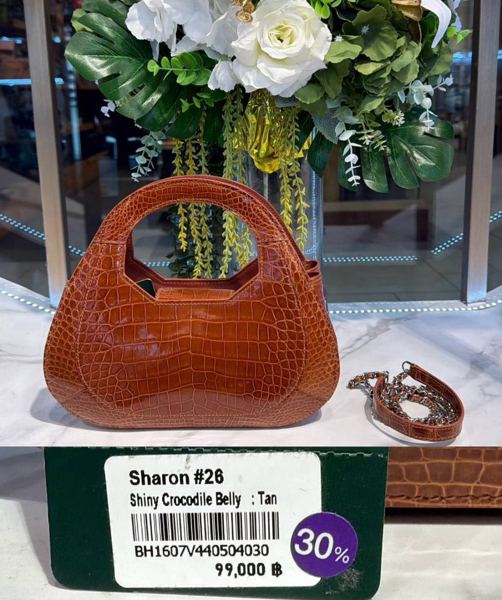 Sharon #26
Shiny Crocodile Belly : Tan
BH1607V440504030
99,000 ฿
30%